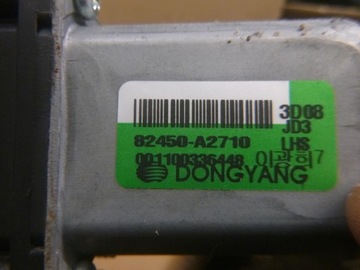 3D08
JD3
82450-A2710 LHS
001100336448 이광희7
DONGYANG